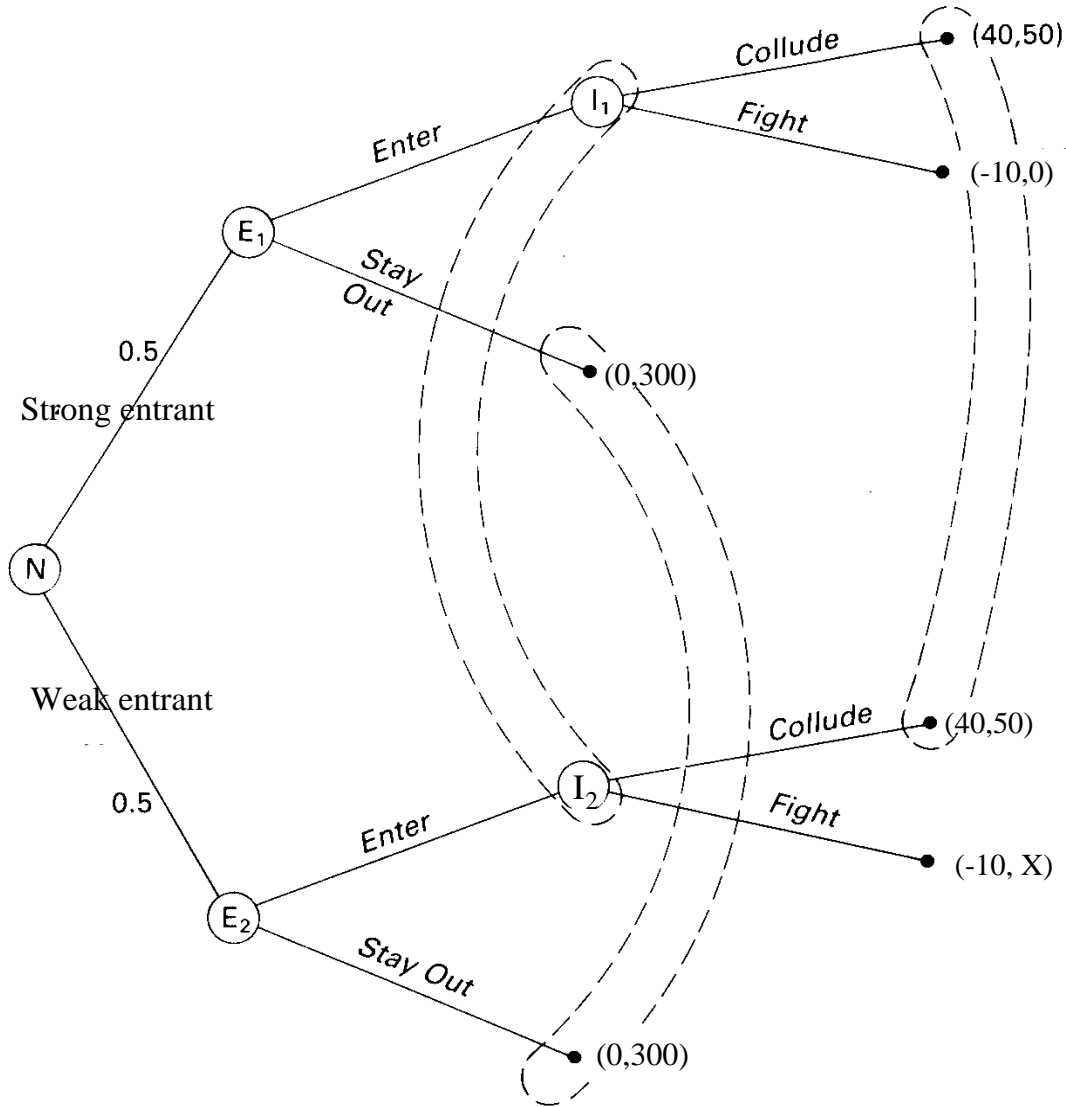 Collude
(40,50)
I₁
Fight
Enter
(-10,0)
E₁
Stay
Out
0.5
(0,300)
Strong entrant
N
Weak entrant
Collude
(40,50)
I₂
0.5
Fight
Enter
(-10, X)
E₂
Stay Out
(0,300)